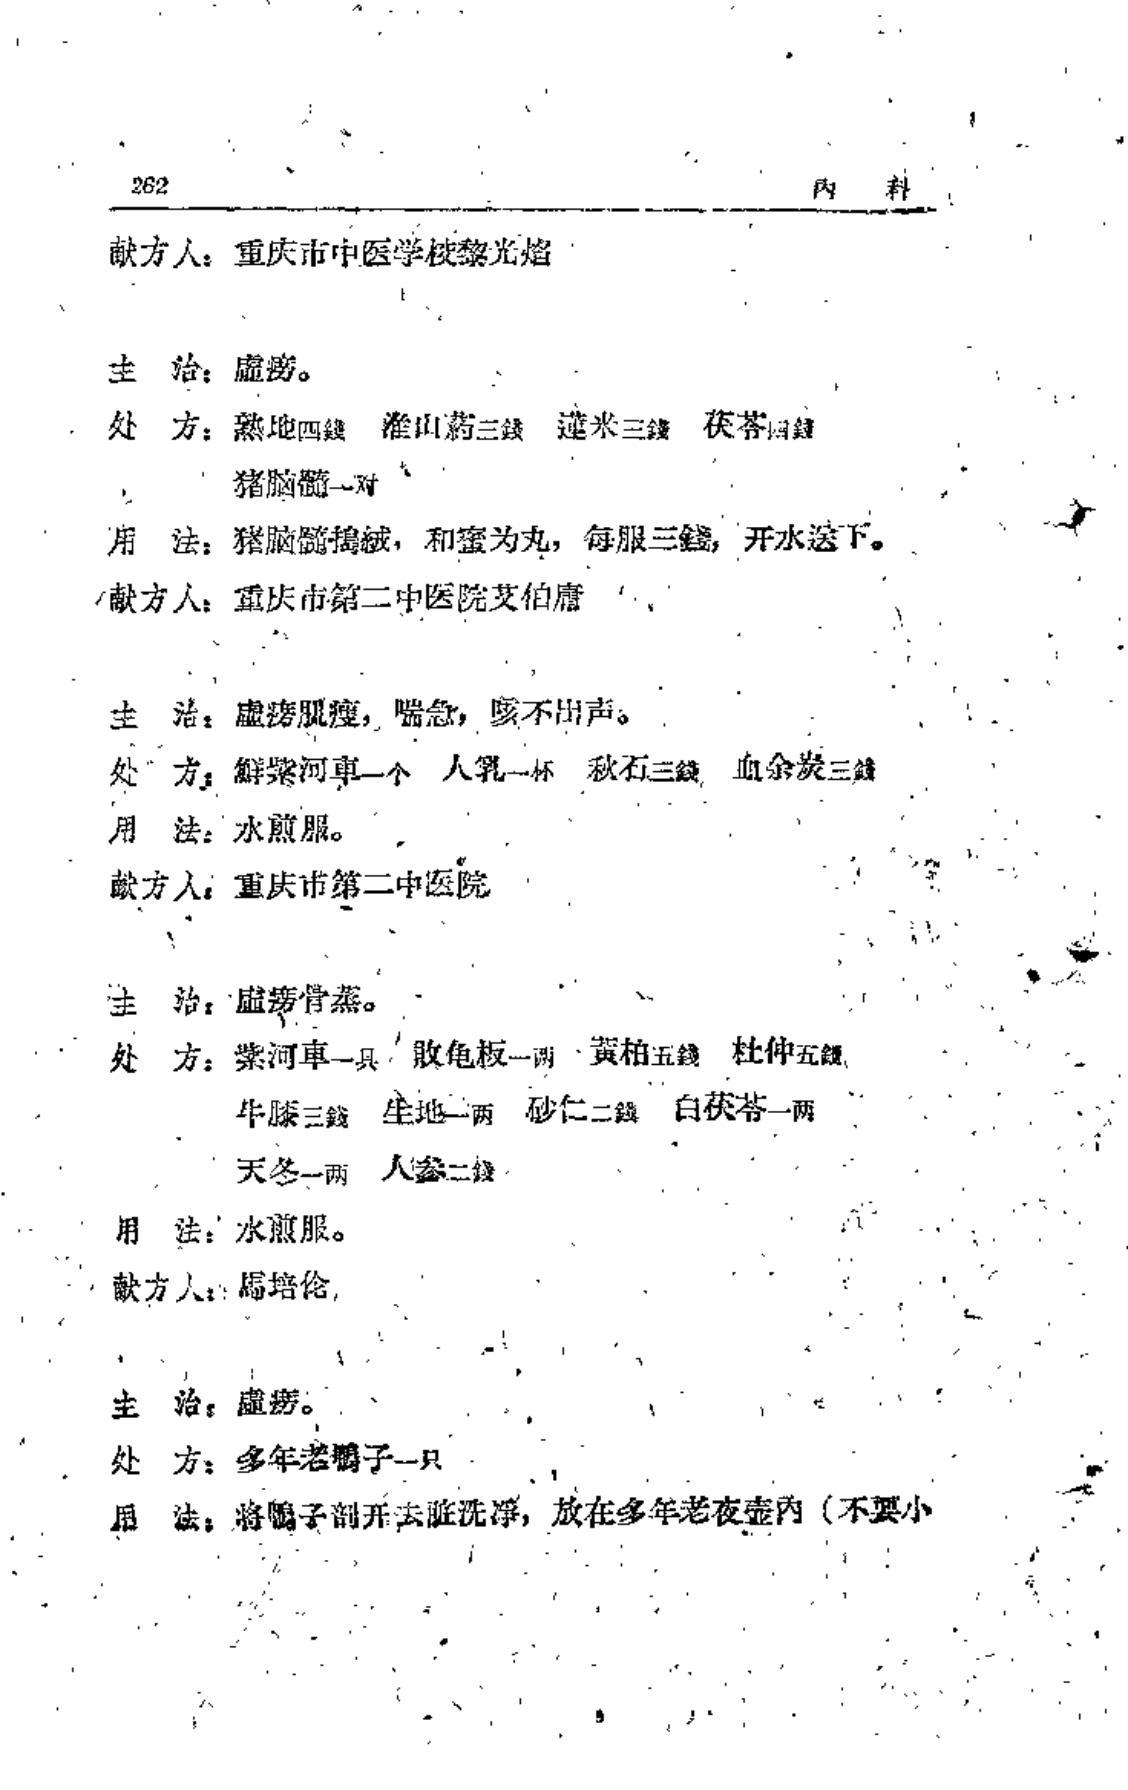 262 内 科
献方人：重庆市中医学校黎光焰
主 治：虚痨。
处 方：熟地四錢 淮山葯三錢 莲米三錢 茯苓四錢
猪脑髓一对
用 法：猪脑髓搗絨，和蜜为丸，每服三錢，开水送下。
献方人：重庆市第二中医院艾伯唐
主 治：虚痨肌瘦，喘急，咳不出声。
处 方：鮮紫河車一个 人乳一杯 秋石三錢 血余炭三錢
用 法：水煎服。
献方人：重庆市第二中医院
主 治：虚痨骨蒸。
处 方：紫河車一具 敗龟板一两 黃柏五錢 杜仲五錢
牛膝三錢 生地一两 砂仁二錢 白茯苓一两
天冬一两 人参二錢
用 法：水煎服。
献方人：馬培伦
主 治：虚痨。
处 方：多年老鴨子一只
用 法：将鴨子剖开去脏洗淨，放在多年老夜壶內（不要小